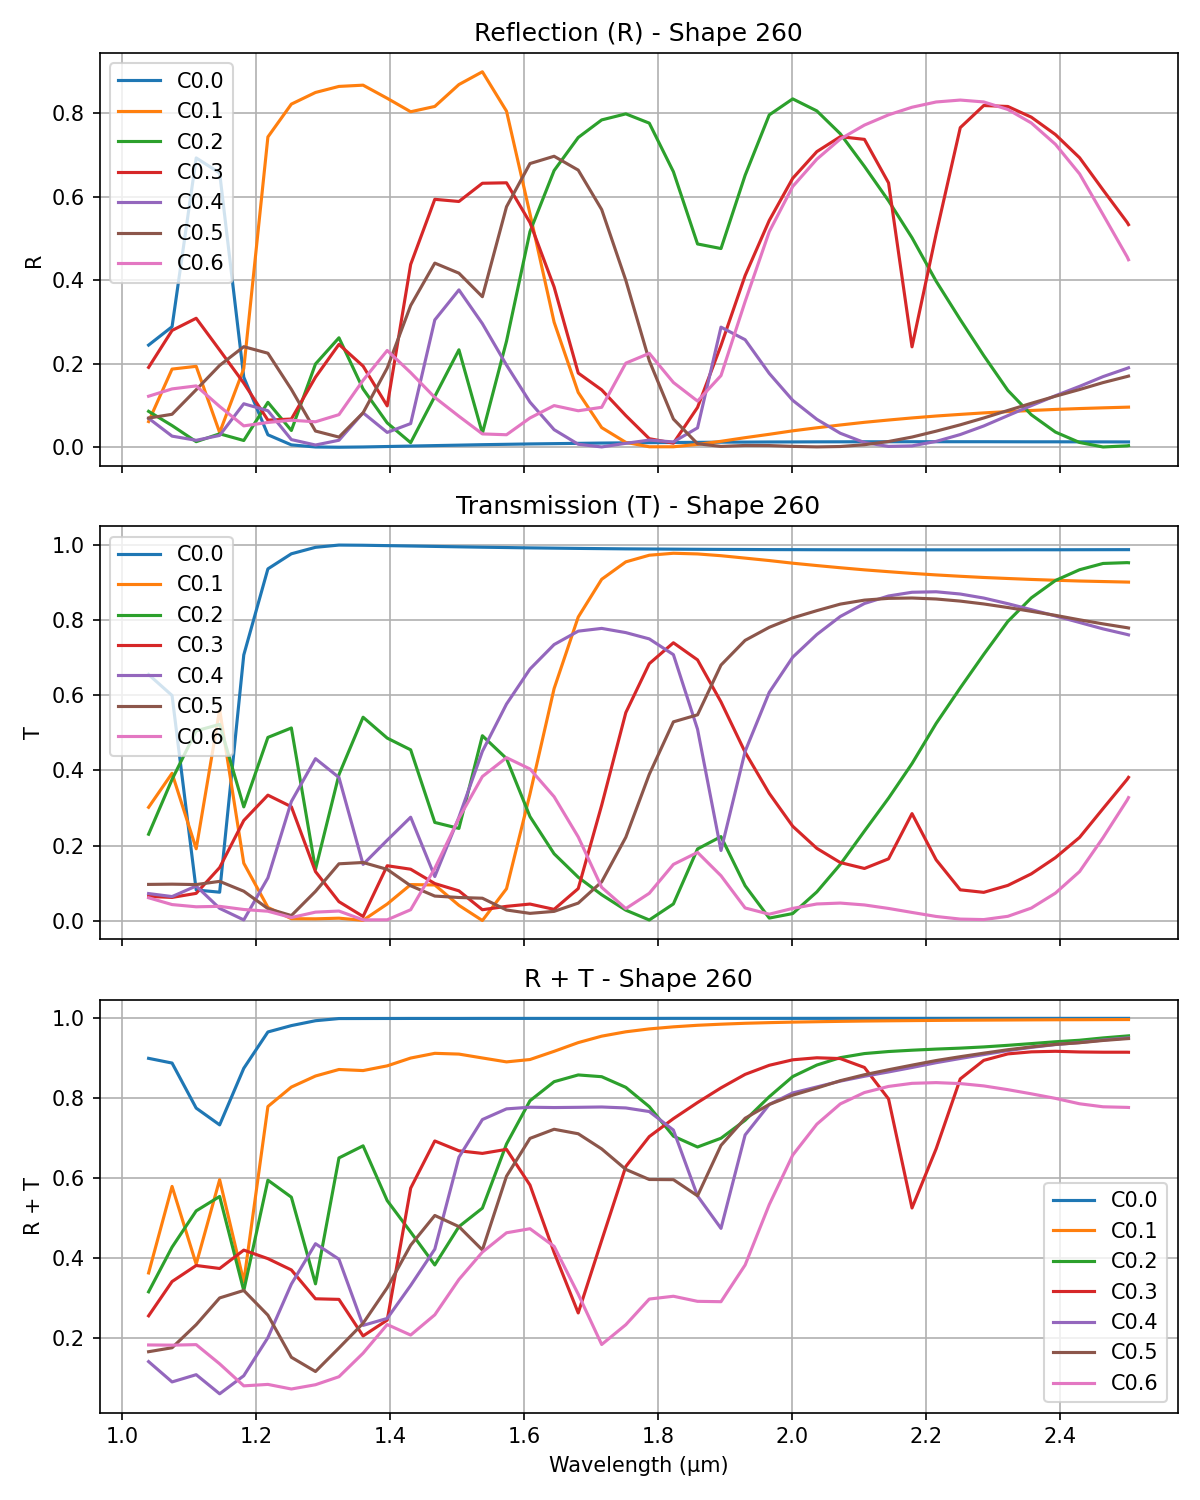 Reflection (R) - Shape 260
0.8
0.6
0.4
0.2
0.0
R
C0.0
C0.1
C0.2
C0.3
C0.4
C0.5
C0.6
Transmission (T) - Shape 260
1.0
0.8
0.6
0.4
0.2
0.0
T
C0.0
C0.1
C0.2
C0.3
C0.4
C0.5
C0.6
R + T - Shape 260
1.0
0.8
0.6
0.4
0.2
R + T
C0.0
C0.1
C0.2
C0.3
C0.4
C0.5
C0.6
1.0 1.2 1.4 1.6 1.8 2.0 2.2 2.4
Wavelength (μm)